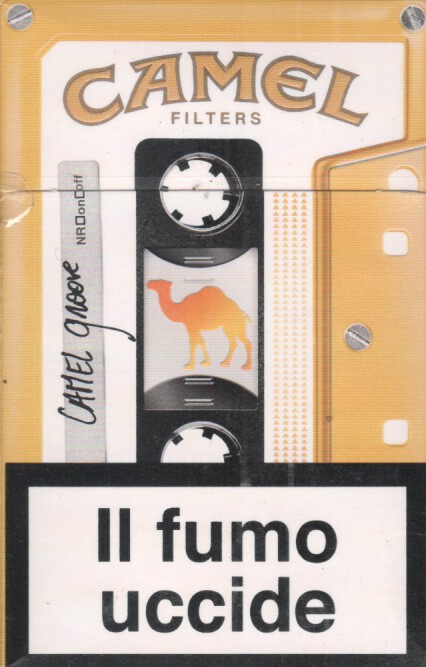 CAMEL
FILTERS
NR□on□off
CAMEL Groove
Il fumo
uccide